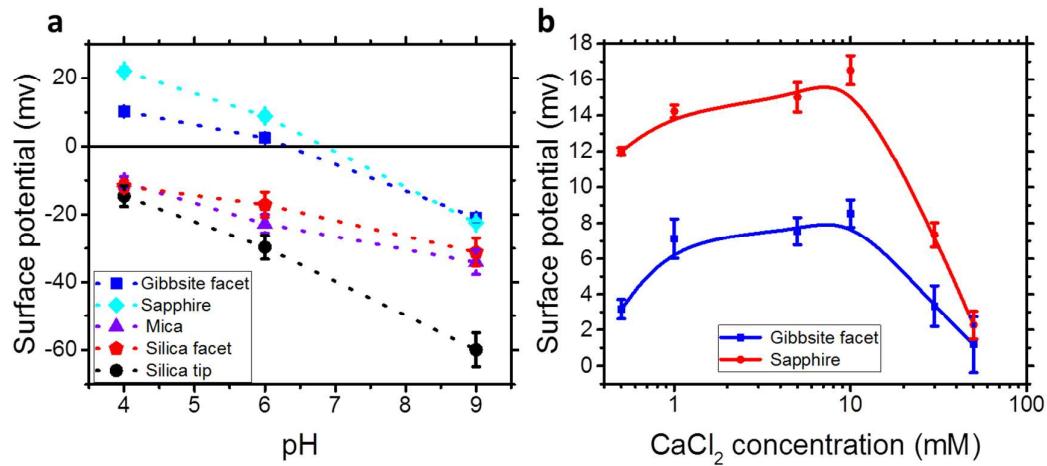 a
Surface potential (mv)
20
0
-20
-40
-60
Gibbsite facet
Sapphire
Mica
Silica facet
Silica tip
4 5 6 7 8 9
pH
b
Surface potential (mV)
18
16
14
12
10
8
6
4
2
0
Gibbsite facet
Sapphire
1 10 100
CaCl2 concentration (mM)